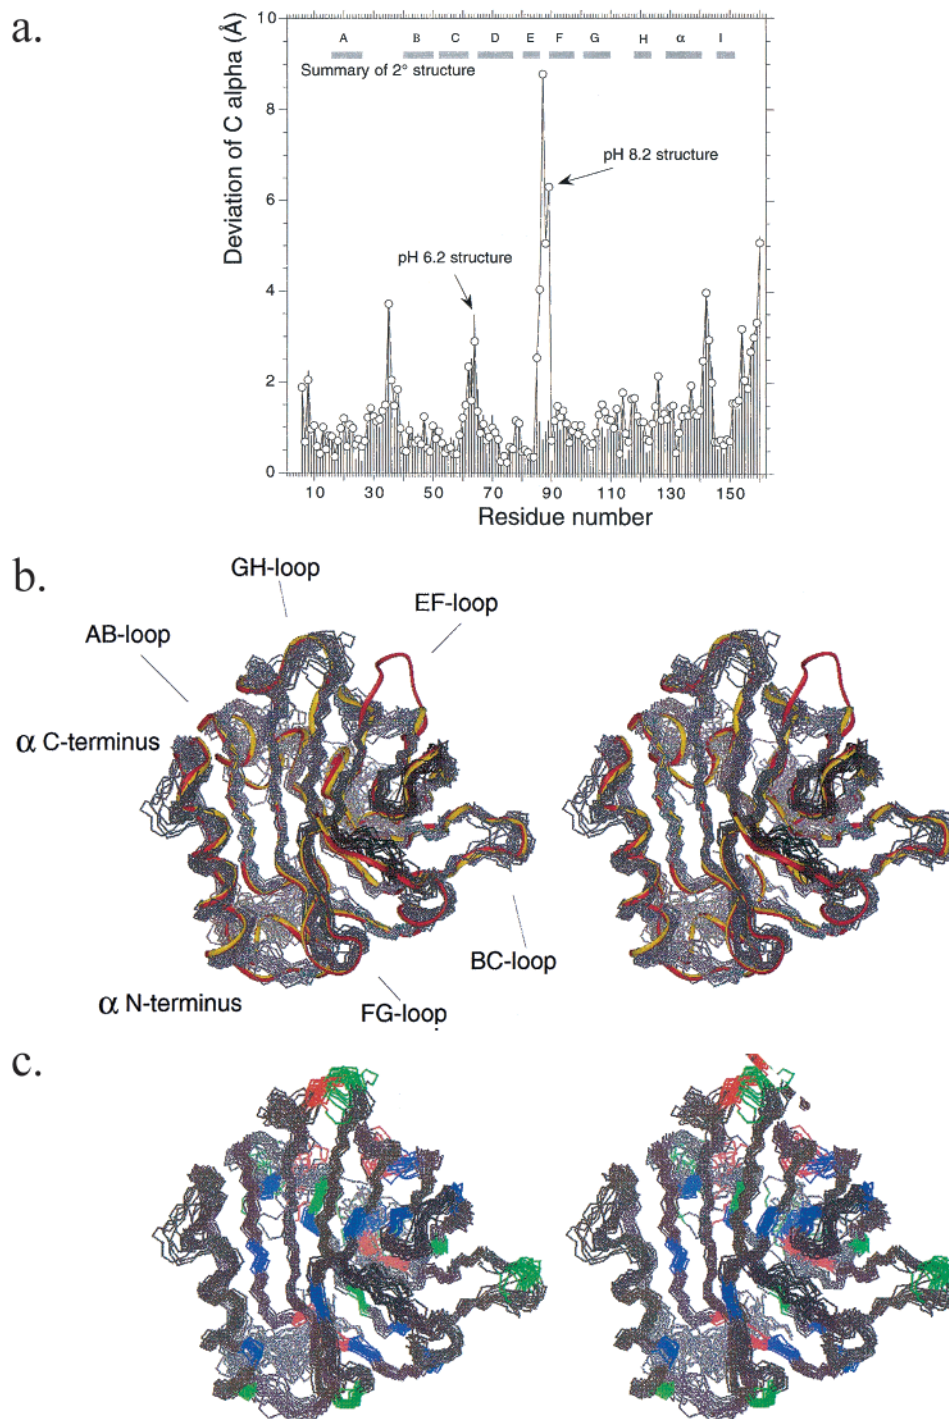 a.
Deviation of C alpha (Å)
10
8
6
4
2
0
A B C D E F G H α I
Summary of 2° structure
pH 8.2 structure
pH 6.2 structure
10 30 50 70 90 110 130 150
Residue number
b.
GH-loop
EF-loop
AB-loop
α C-terminus
BC-loop
α N-terminus
FG-loop
c.